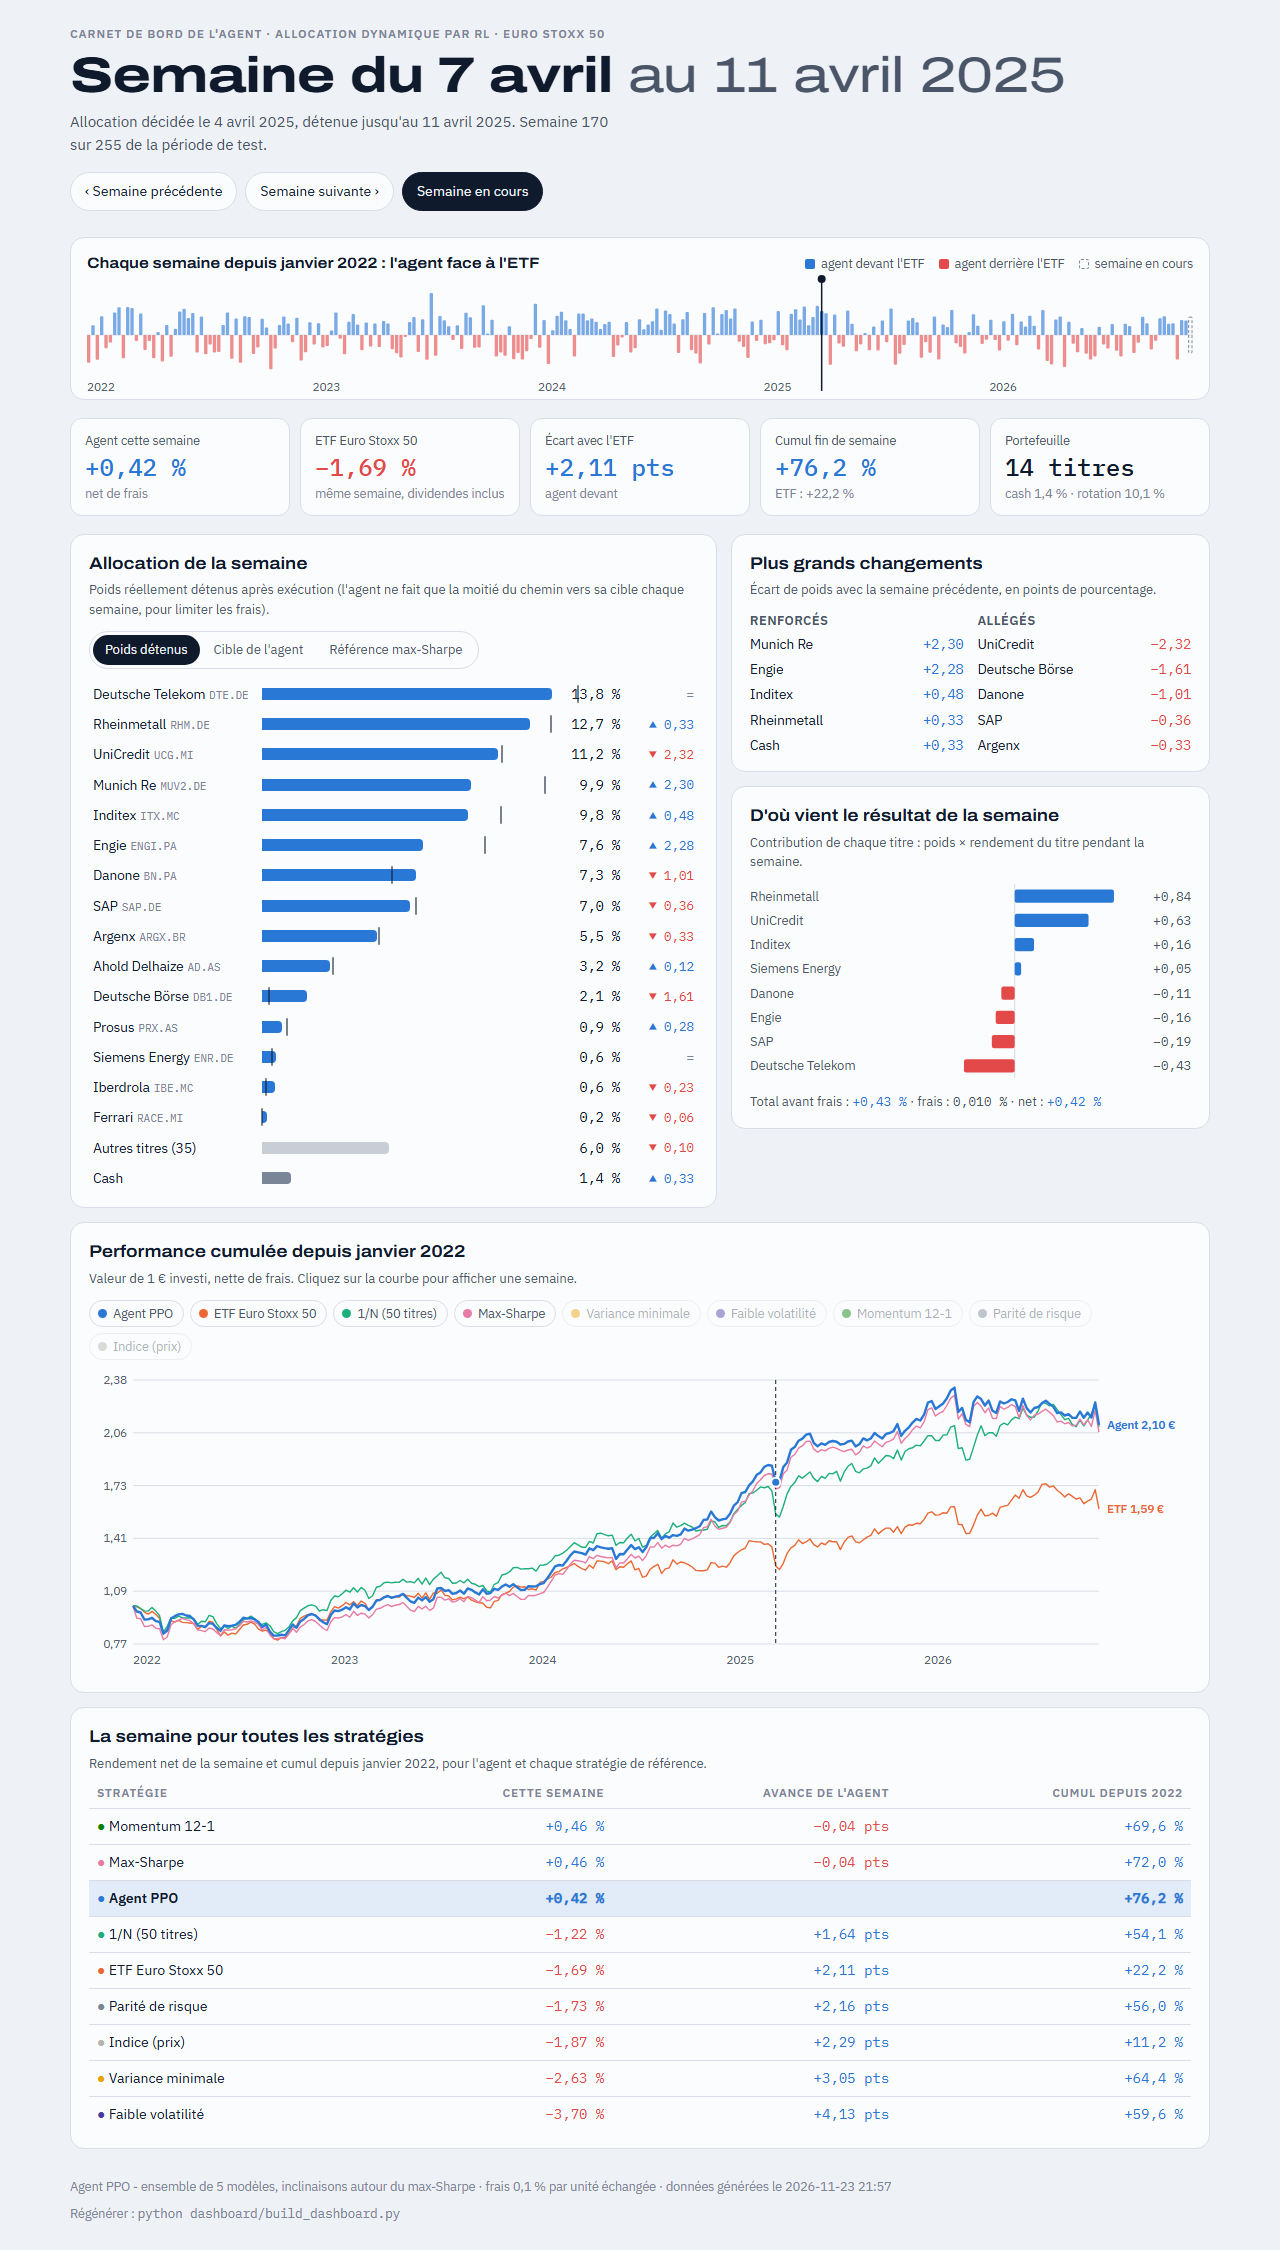 CARNET DE BORD DE L'AGENT · ALLOCATION DYNAMIQUE PAR RL · EURO STOXX 50
Semaine du 7 avril au 11 avril 2025
Allocation décidée le 4 avril 2025, détenue jusqu'au 11 avril 2025. Semaine 170
sur 255 de la période de test.
‹ Semaine précédente Semaine suivante › Semaine en cours
Chaque semaine depuis janvier 2022 : l'agent face à l'ETF
agent devant l'ETF agent derrière l'ETF semaine en cours
2022 2023 2024 2025 2026
Agent cette semaine
+0,42 %
net de frais
ETF Euro Stoxx 50
−1,69 %
même semaine, dividendes inclus
Écart avec l'ETF
+2,11 pts
agent devant
Cumul fin de semaine
+76,2 %
ETF : +22,2 %
Portefeuille
14 titres
cash 1,4 % · rotation 10,1 %
Allocation de la semaine
Poids réellement détenus après exécution (l'agent ne fait que la moitié du chemin vers sa cible chaque
semaine, pour limiter les frais).
Poids détenus Cible de l'agent Référence max-Sharpe
Deutsche Telekom DTE.DE 13,8 % =
Rheinmetall RHM.DE 12,7 % ▲ 0,33
UniCredit UCG.MI 11,2 % ▼ 2,32
Munich Re MUV2.DE 9,9 % ▲ 2,30
Inditex ITX.MC 9,8 % ▲ 0,48
Engie ENGI.PA 7,6 % ▲ 2,28
Danone BN.PA 7,3 % ▼ 1,01
SAP SAP.DE 7,0 % ▼ 0,36
Argenx ARGX.BR 5,5 % ▼ 0,33
Ahold Delhaize AD.AS 3,2 % ▲ 0,12
Deutsche Börse DB1.DE 2,1 % ▼ 1,61
Prosus PRX.AS 0,9 % ▲ 0,28
Siemens Energy ENR.DE 0,6 % =
Iberdrola IBE.MC 0,6 % ▼ 0,23
Ferrari RACE.MI 0,2 % ▼ 0,06
Autres titres (35) 6,0 % ▼ 0,10
Cash 1,4 % ▲ 0,33
Plus grands changements
Écart de poids avec la semaine précédente, en points de pourcentage.
RENFORCÉS ALLÉGÉS
Munich Re +2,30 UniCredit −2,32
Engie +2,28 Deutsche Börse −1,61
Inditex +0,48 Danone −1,01
Rheinmetall +0,33 SAP −0,36
Cash +0,33 Argenx −0,33
D'où vient le résultat de la semaine
Contribution de chaque titre : poids × rendement du titre pendant la
semaine.
Rheinmetall +0,84
UniCredit +0,63
Inditex +0,16
Siemens Energy +0,05
Danone −0,11
Engie −0,16
SAP −0,19
Deutsche Telekom −0,43
Total avant frais : +0,43 % · frais : 0,010 % · net : +0,42 %
Performance cumulée depuis janvier 2022
Valeur de 1 € investi, nette de frais. Cliquez sur la courbe pour afficher une semaine.
Agent PPO ETF Euro Stoxx 50 1/N (50 titres) Max-Sharpe Variance minimale Faible volatilité Momentum 12-1 Parité de risque
Indice (prix)
2,38
2,06
1,73
1,41
1,09
0,77
Agent 2,10 €
ETF 1,59 €
2022 2023 2024 2025 2026
La semaine pour toutes les stratégies
Rendement net de la semaine et cumul depuis janvier 2022, pour l'agent et chaque stratégie de référence.
STRATÉGIE CETTE SEMAINE AVANCE DE L'AGENT CUMUL DEPUIS 2022
Momentum 12-1 +0,46 % −0,04 pts +69,6 %
Max-Sharpe +0,46 % −0,04 pts +72,0 %
Agent PPO +0,42 % +76,2 %
1/N (50 titres) −1,22 % +1,64 pts +54,1 %
ETF Euro Stoxx 50 −1,69 % +2,11 pts +22,2 %
Parité de risque −1,73 % +2,16 pts +56,0 %
Indice (prix) −1,87 % +2,29 pts +11,2 %
Variance minimale −2,63 % +3,05 pts +64,4 %
Faible volatilité −3,70 % +4,13 pts +59,6 %
Agent PPO - ensemble de 5 modèles, inclinaisons autour du max-Sharpe · frais 0,1 % par unité échangée · données générées le 2026-11-23 21:57
Régénérer : python dashboard/build_dashboard.py